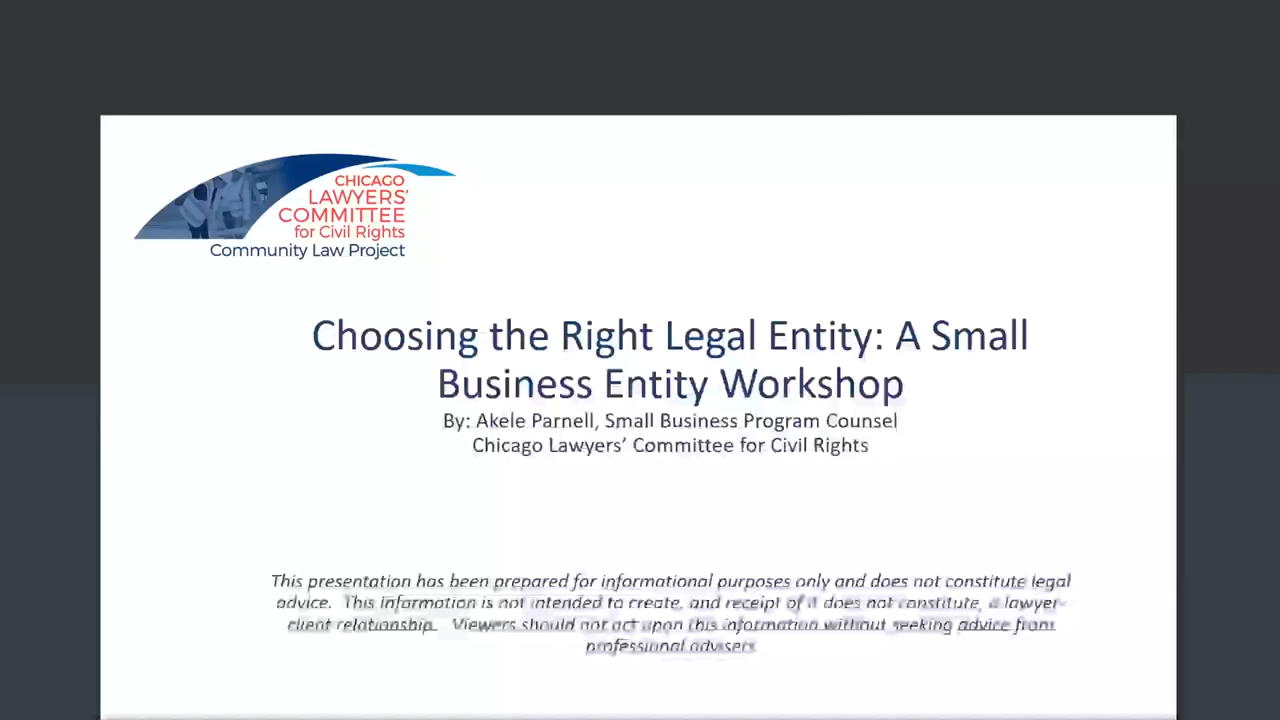 CHICAGO
LAWYERS'
COMMITTEE
for Civil Rights
Community Law Project
Choosing the Right Legal Entity: A Small
Business Entity Workshop
By: Akele Parnell, Small Business Program Counsel
Chicago Lawyers' Committee for Civil Rights
This presentation has been prepared for informational purposes only and does not constitute legal
advice. This information is not intended to create, and receipt of it does not constitute, a lawyer-
client relationship. Viewers should not act upon this information without seeking advice from
professional advisers.